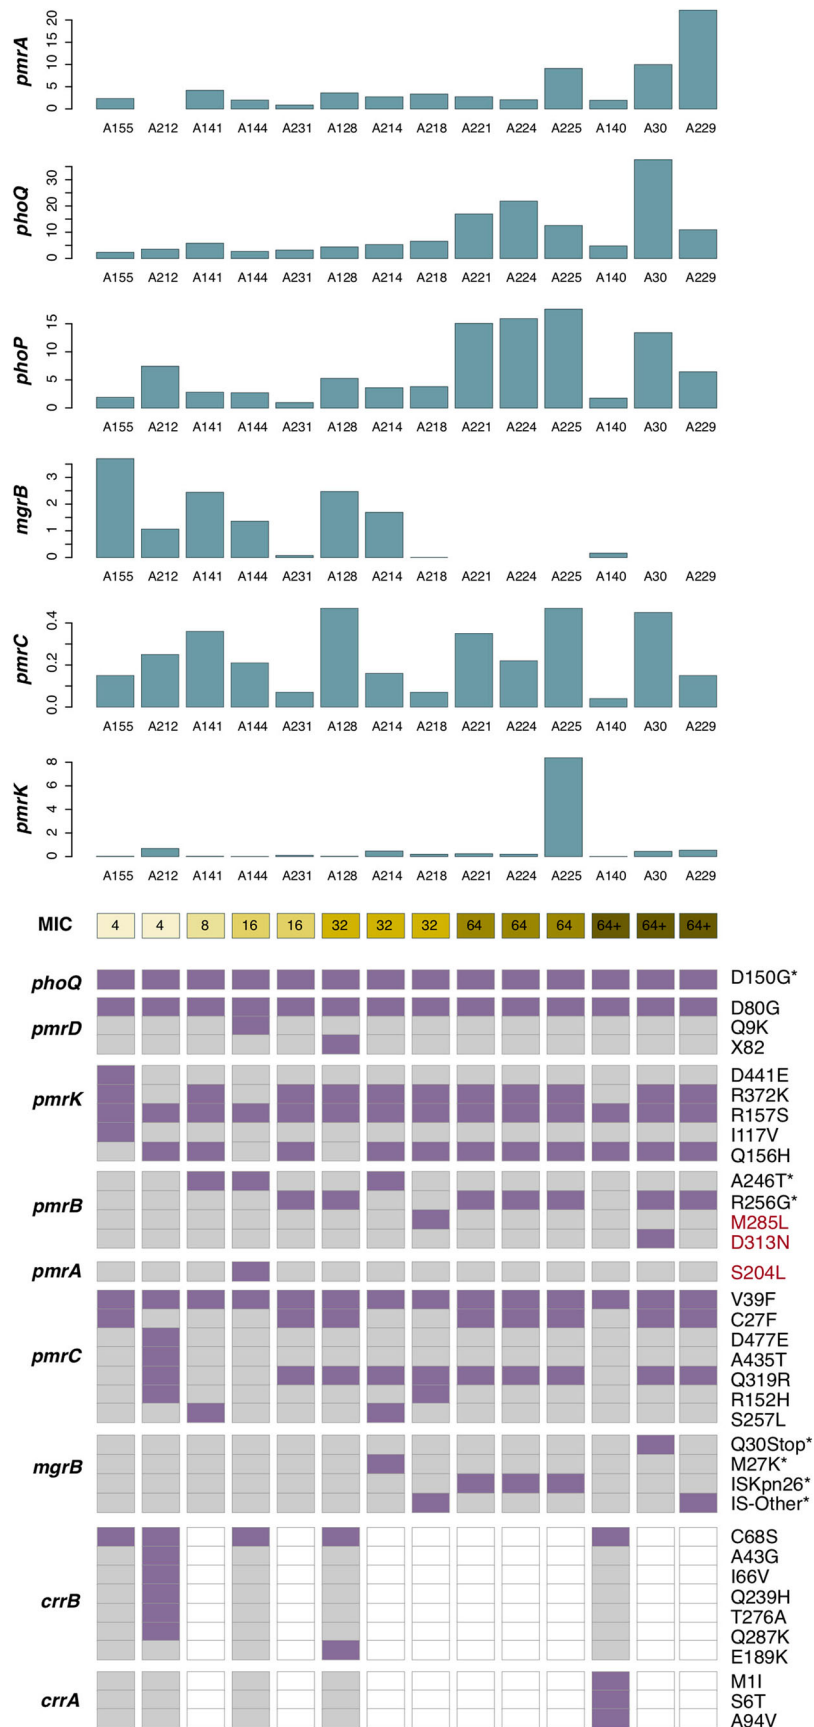 pmrA
0 5 10 15 20
A155 A212 A141 A144 A231 A128 A214 A218 A221 A224 A225 A140 A30 A229
phoQ
0 10 20 30
A155 A212 A141 A144 A231 A128 A214 A218 A221 A224 A225 A140 A30 A229
phoP
0 5 10 15
A155 A212 A141 A144 A231 A128 A214 A218 A221 A224 A225 A140 A30 A229
mgrB
0 1 2 3
A155 A212 A141 A144 A231 A128 A214 A218 A221 A224 A225 A140 A30 A229
pmrC
0.0 0.2 0.4
A155 A212 A141 A144 A231 A128 A214 A218 A221 A224 A225 A140 A30 A229
pmrK
0 2 4 6 8
A155 A212 A141 A144 A231 A128 A214 A218 A221 A224 A225 A140 A30 A229
MIC 4 4 8 16 16 32 32 32 64 64 64 64+ 64+ 64+
phoQ
D150G*
pmrD
D80G
Q9K
X82
pmrK
D441E
R372K
R157S
I117V
Q156H
pmrB
A246T*
R256G*
M285L
D313N
pmrA
S204L
pmrC
V39F
C27F
D477E
A435T
Q319R
R152H
S257L
mgrB
Q30Stop*
M27K*
ISKpn26*
IS-Other*
crrB
C68S
A43G
I66V
Q239H
T276A
Q287K
E189K
crrA
M1I
S6T
A94V